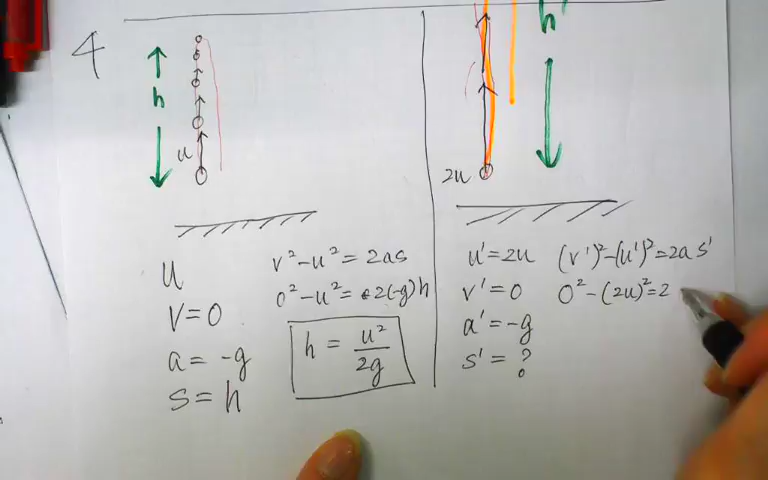 4
h
u
u
v = 0
a = -g
s = h
v² - u² = 2as
0² - u² = 2(-g)h
h = u²/2g
h'
2u
u' = 2u
v' = 0
a' = -g
s' = ?
(v')² - (u')² = 2as'
0² - (2u)² = 2